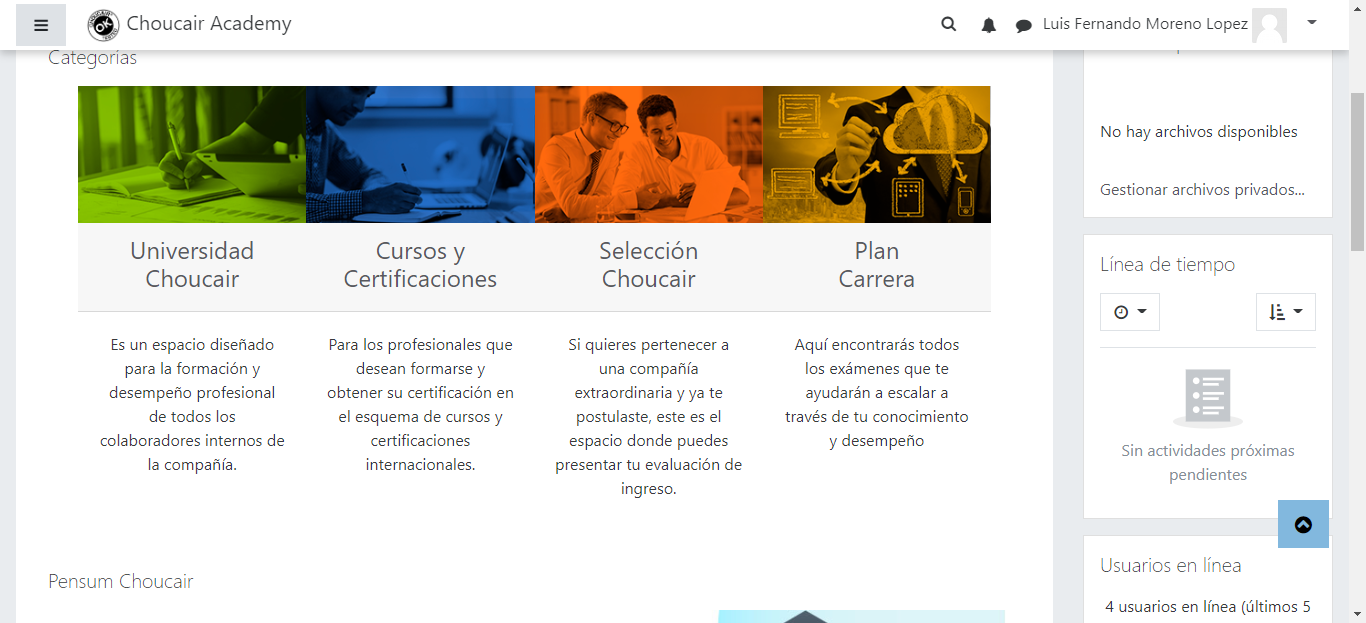 Choucair Academy
Luis Fernando Moreno Lopez
Categorías
Universidad
Choucair
Cursos y
Certificaciones
Selección
Choucair
Plan
Carrera
Es un espacio diseñado
para la formación y
desempeño profesional
de todos los
colaboradores internos de
la compañía.
Para los profesionales que
desean formarse y
obtener su certificación en
el esquema de cursos y
certificaciones
internacionales.
Si quieres pertenecer a
una compañía
extraordinaria y ya te
postulaste, este es el
espacio donde puedes
presentar tu evaluación de
ingreso.
Aquí encontrarás todos
los exámenes que te
ayudarán a escalar a
través de tu conocimiento
y desempeño
Pensum Choucair
No hay archivos disponibles
Gestionar archivos privados...
Línea de tiempo
Sin actividades próximas
pendientes
Usuarios en línea
4 usuarios en línea (últimos 5